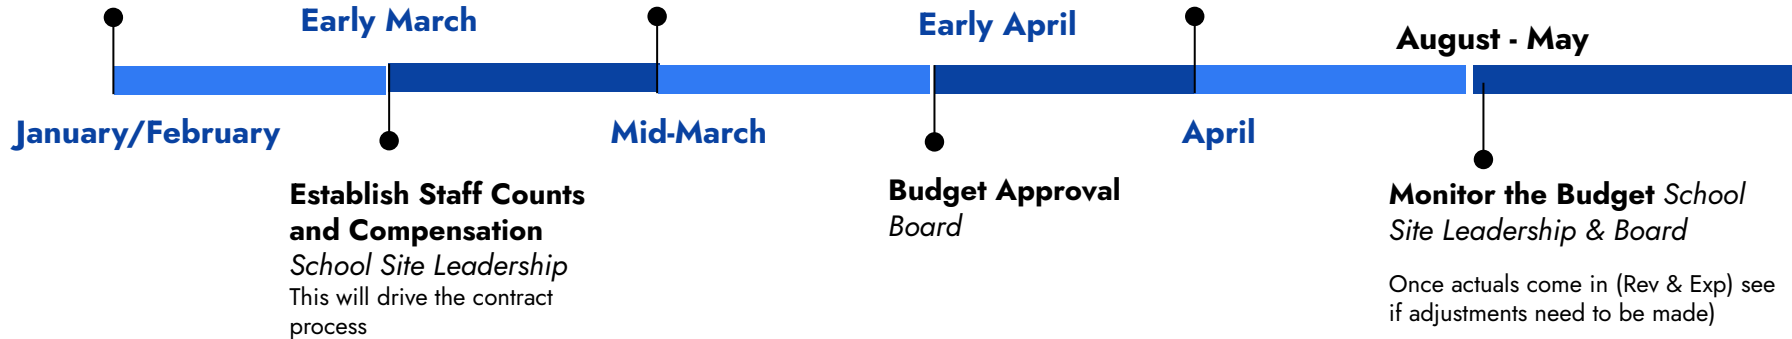 Early March
Early April
August - May
January/February
Mid-March
April
Establish Staff Counts
and Compensation
School Site Leadership
This will drive the contract
process
Budget Approval
Board
Monitor the Budget School
Site Leadership & Board
Once actuals come in (Rev & Exp) see
if adjustments need to be made)